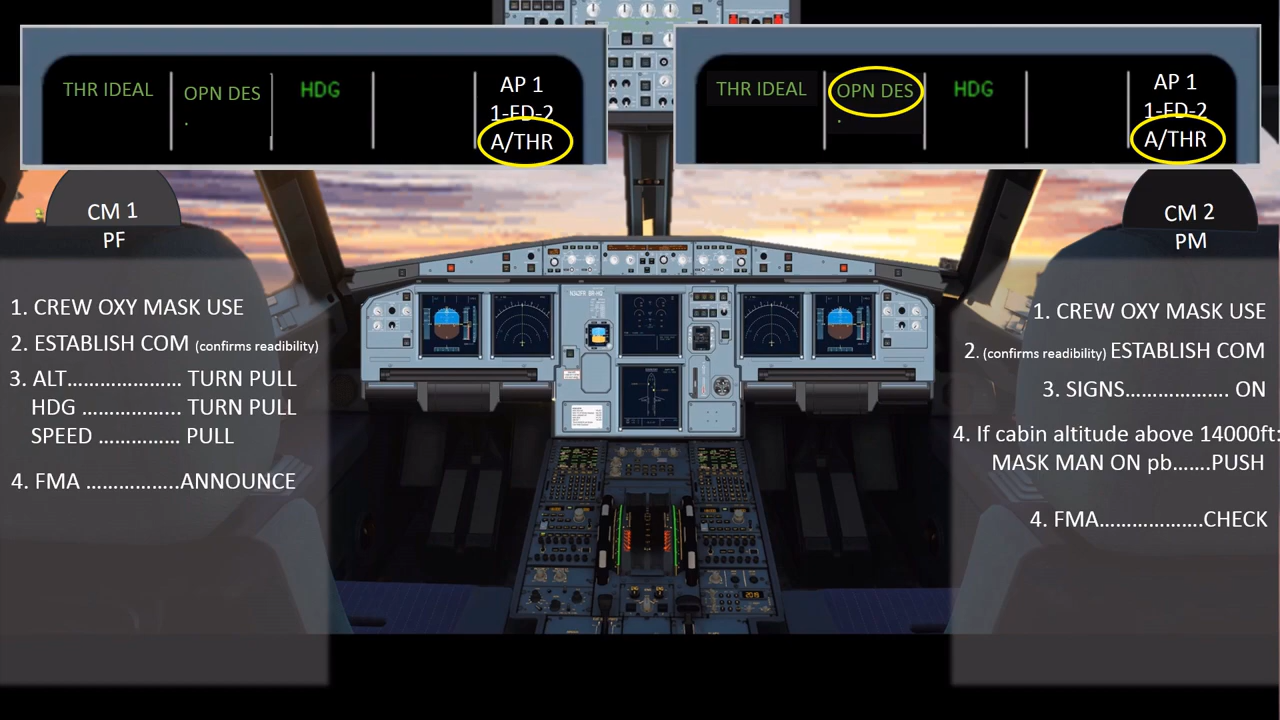 THR IDEAL
OPN DES
HDG
AP 1
1-FD-2
A/THR
THR IDEAL
OPN DES
HDG
AP 1
1-FD-2
A/THR
CM 1
PF
1. CREW OXY MASK USE
2. ESTABLISH COM (confirms readibility)
3. ALT..................... TURN PULL
HDG .................. TURN PULL
SPEED ............... PULL
4. FMA .................ANNOUNCE
CM 2
PM
1. CREW OXY MASK USE
2. (confirms readibility) ESTABLISH COM
3. SIGNS................... ON
4. If cabin altitude above 14000ft:
MASK MAN ON pb.......PUSH
4. FMA...................CHECK